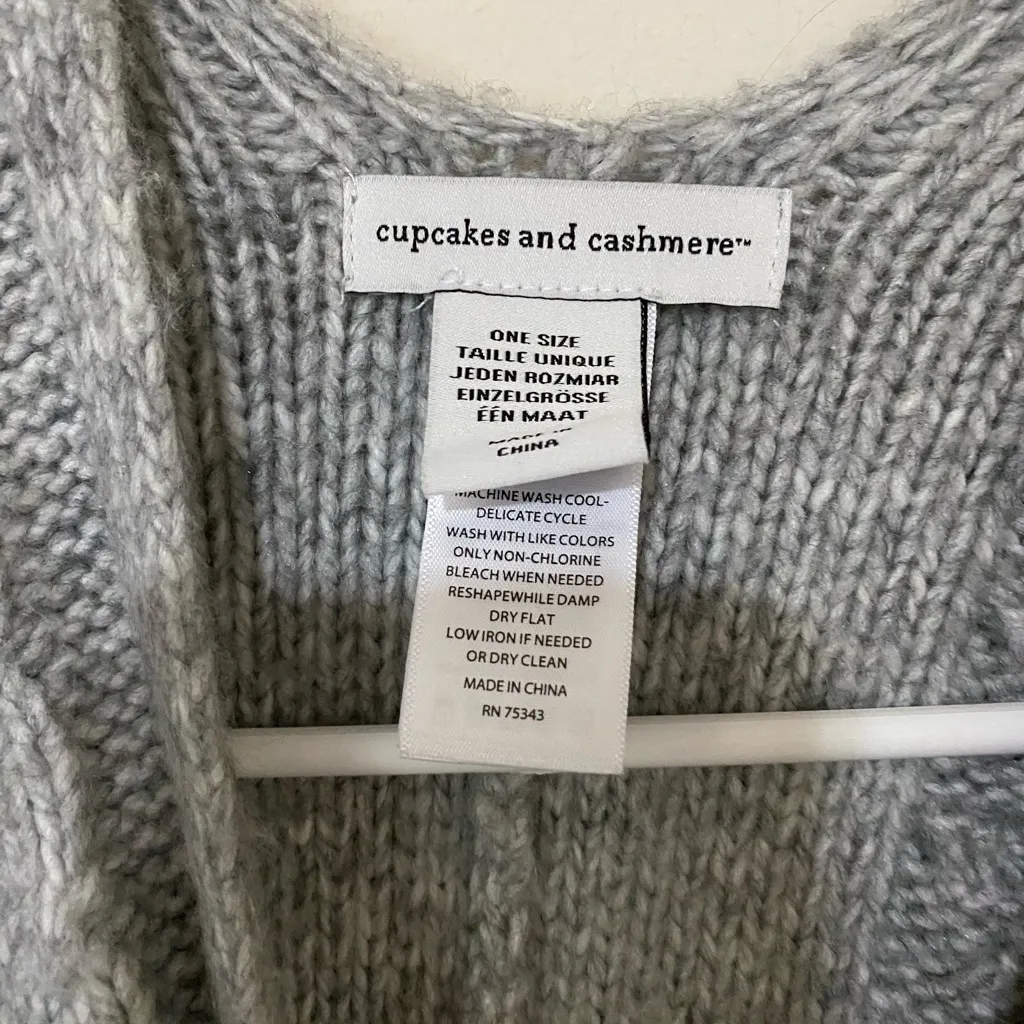 cupcakes and cashmere™
ONE SIZE
TAILLE UNIQUE
JEDEN ROZMIAR
EINZELGRÖSSE
ÉÉN MAAT
MADE IN
CHINA
MACHINE WASH COOL-
DELICATE CYCLE
WASH WITH LIKE COLORS
ONLY NON-CHLORINE
BLEACH WHEN NEEDED
RESHAPEWHILE DAMP
DRY FLAT
LOW IRON IF NEEDED
OR DRY CLEAN
MADE IN CHINA
RN 75343